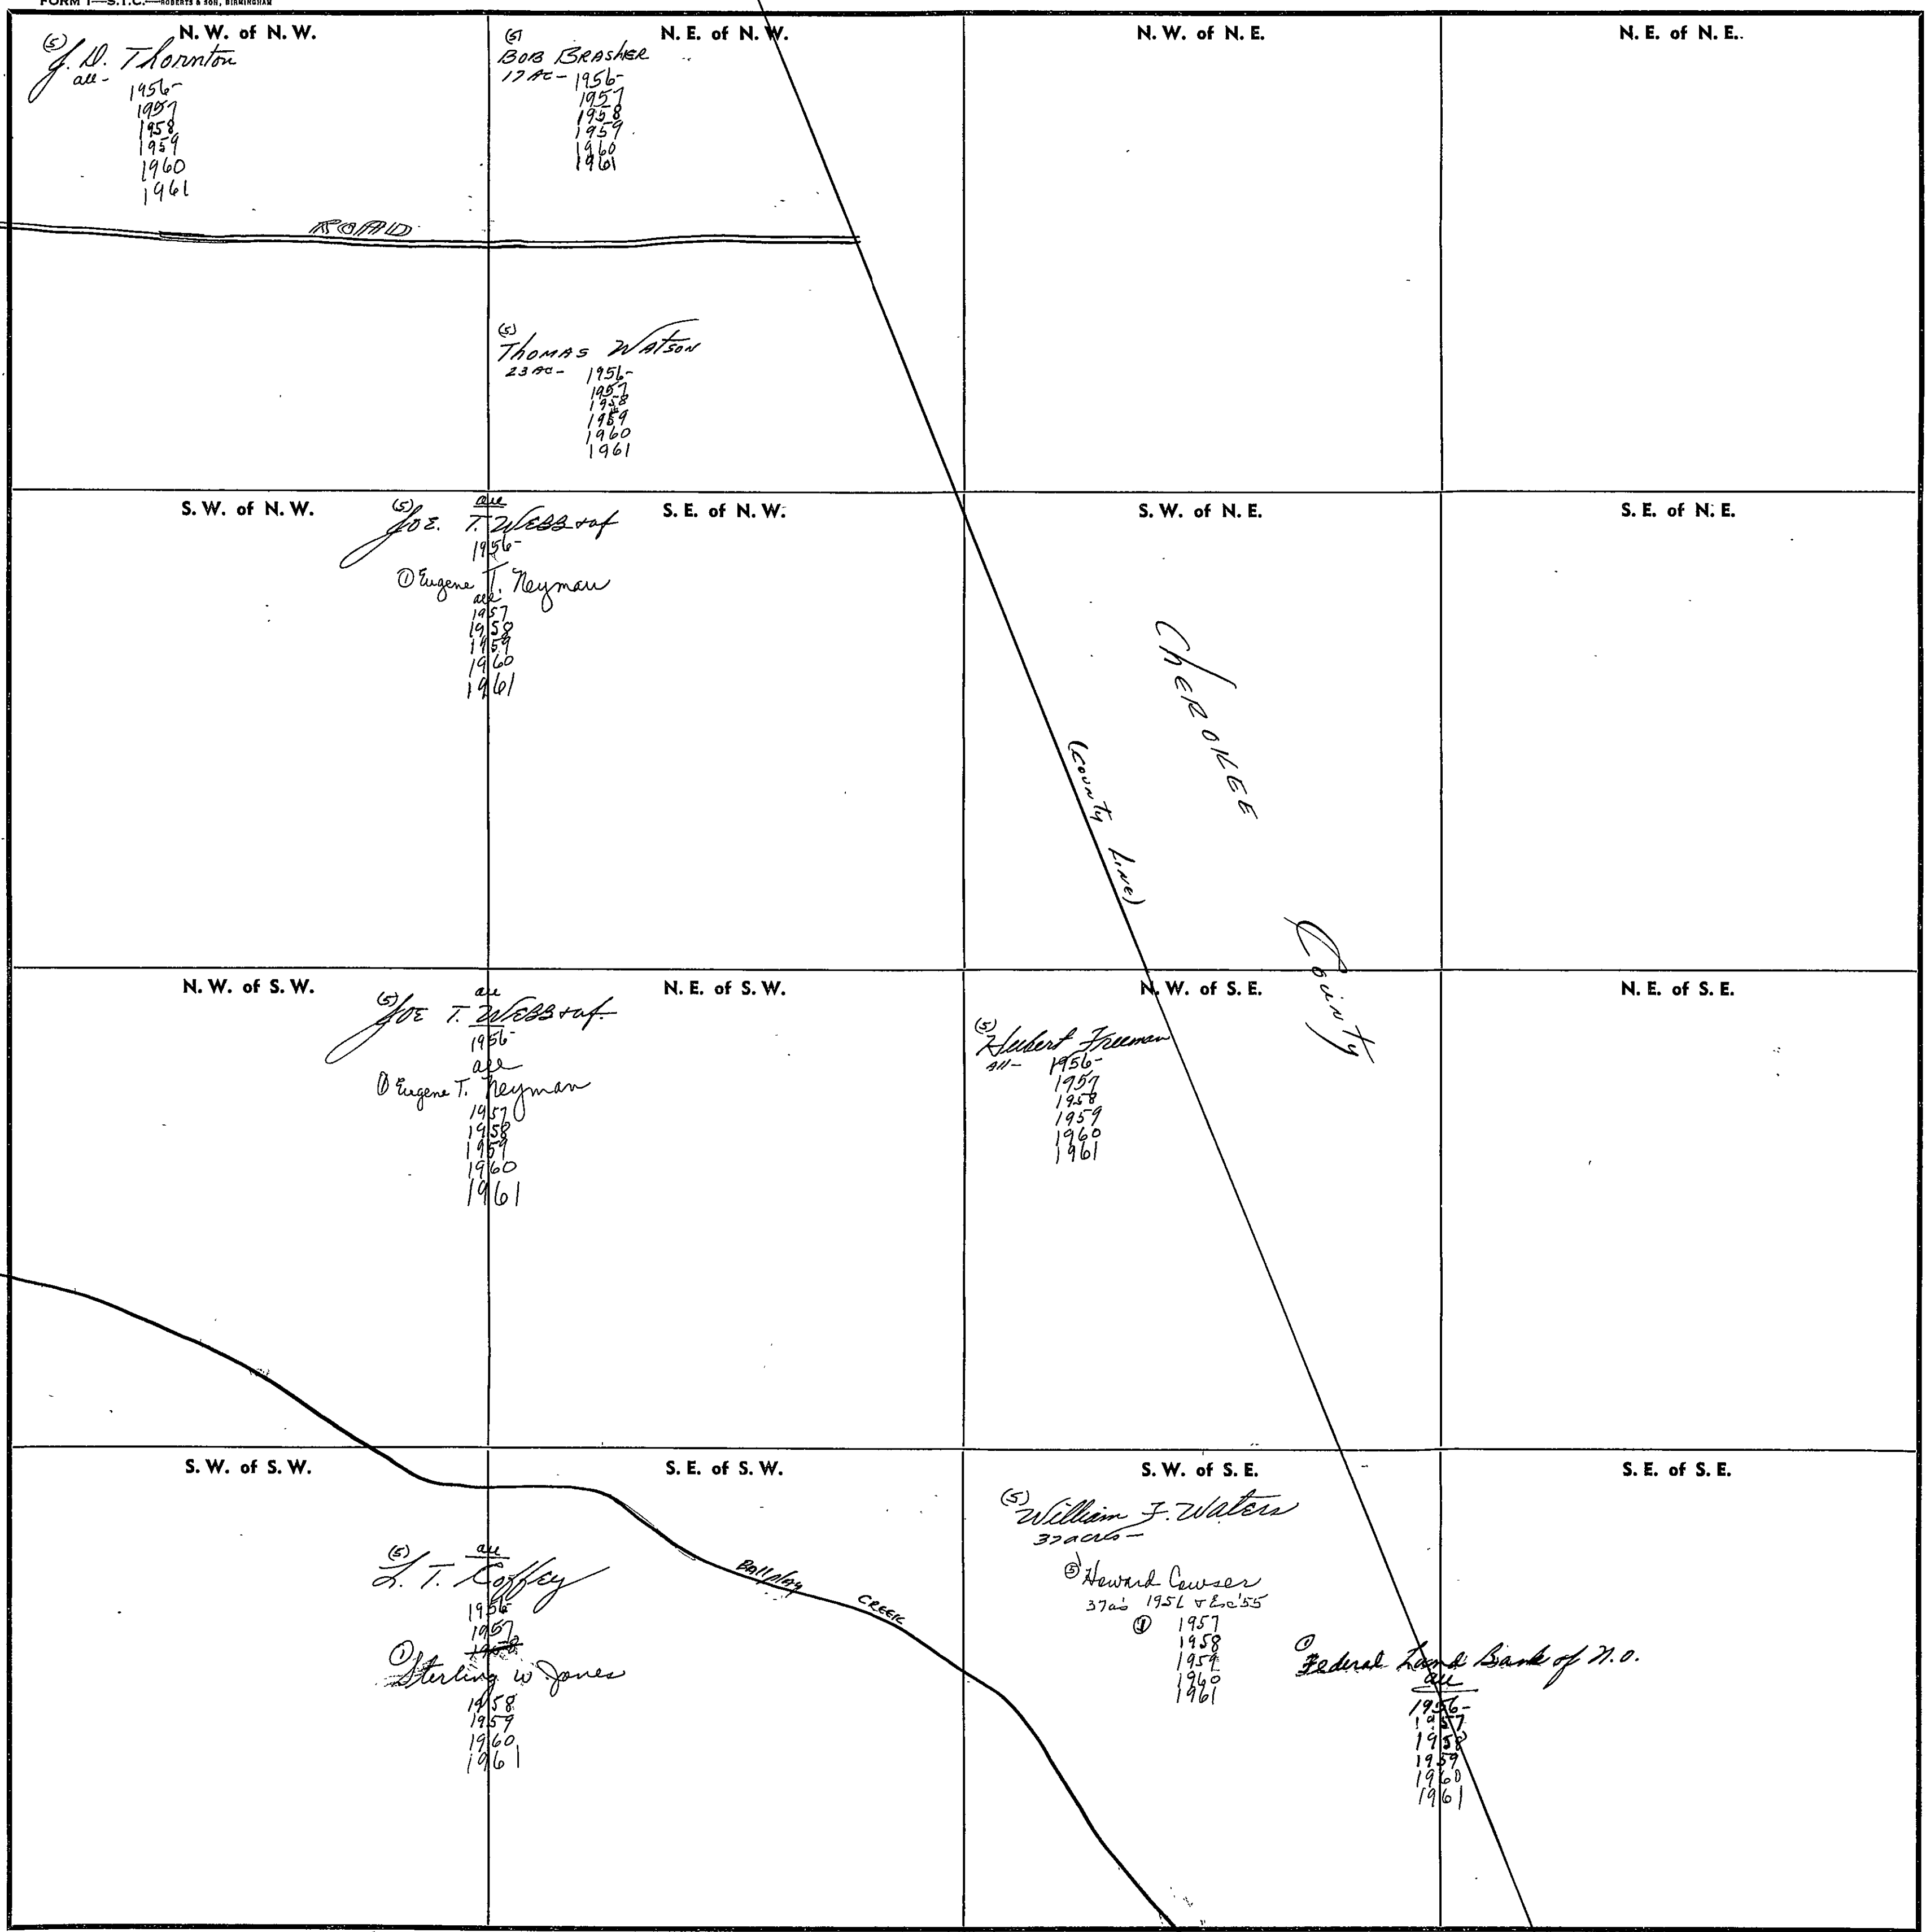 FORM 1—S.T.C.—ROBERTS & SON, BIRMINGHAM
N. W. of N. W.
(5)
J. D. Thornton
all-
1956-
1957
1958
1959
1960
1961
N. E. of N. W.
(5)
BOB BRASHER
17 AC- 1956-
1957
1958
1959
1960
1961
N. W. of N. E.
N. E. of N. E.
ROAD
(5)
THOMAS WATSON
23 AC- 1956-
1957
1958
1959
1960
1961
S. W. of N. W.
S. E. of N. W.
all
(5) JOE. T. WEBB
1956-
① Eugene T. Neyman
all
1957
1958
1959
1960
1961
S. W. of N. E.
S. E. of N. E.
CHEROKEE
County
(COUNTY LINE)
N. W. of S. W.
N. E. of S. W.
all
(5) JOE T. WEBB
1956-
all
① Eugene T. Neyman
1957
1958
1959
1960
1961
N. W. of S. E.
(5)
Hubert Freeman
All- 1956-
1957
1958
1959
1960
1961
N. E. of S. E.
S. W. of S. W.
S. E. of S. W.
all
(5)
L. T. Coffey
1956
1957
1958
①
Sterling W Jones
1958
1959
1960
1961
Ballplay CREEK
S. W. of S. E.
(5)
William F. Waters
37 acres-
⑤ Howard Cowser
37 ac 1956 & Esc '55
① 1957
1958
1959
1960
1961
S. E. of S. E.
①
Federal Land Bank of N.O.
all
1956-
1957
1958
1959
1960
1961